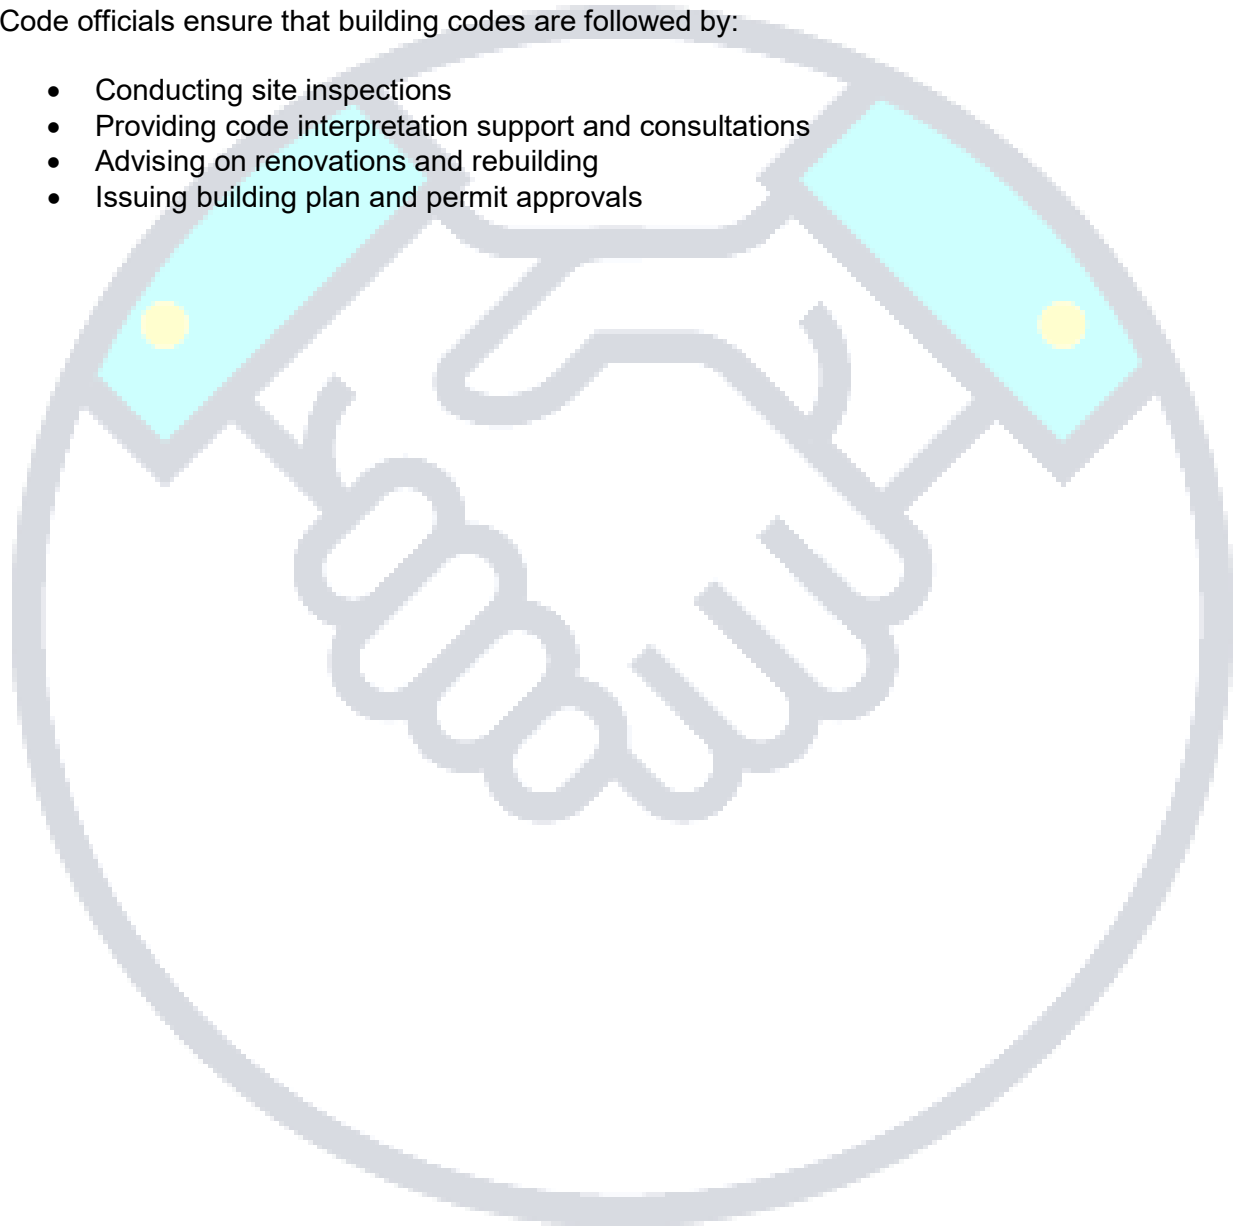 Code officials ensure that building codes are followed by:
• Conducting site inspections
• Providing code interpretation support and consultations
• Advising on renovations and rebuilding
• Issuing building plan and permit approvals